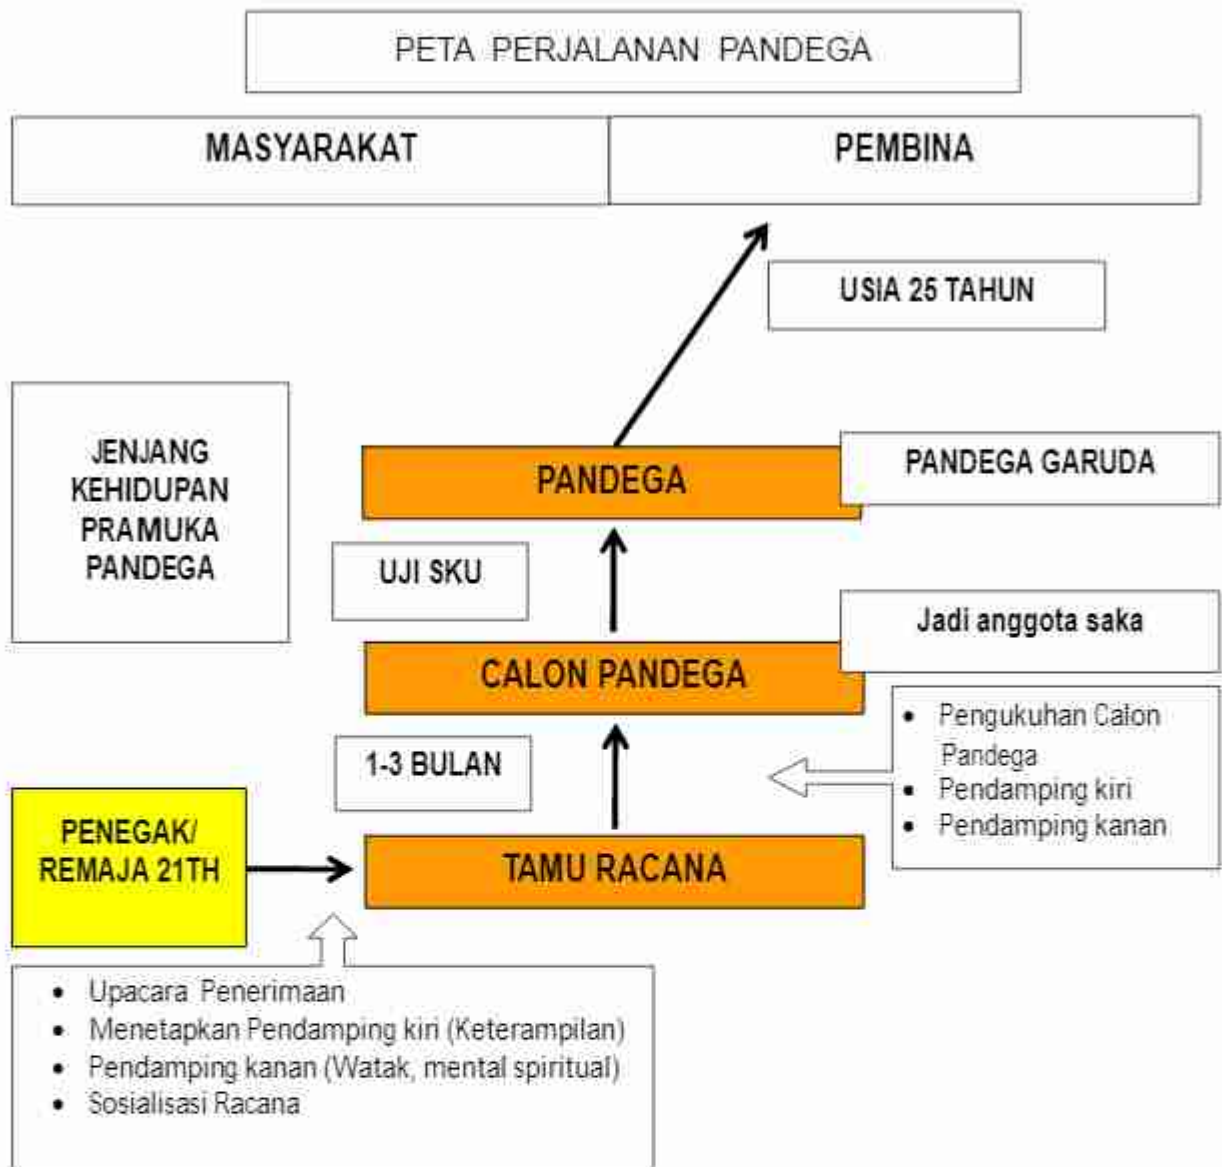 PETA PERJALANAN PANDEGA
MASYARAKAT
PEMBINA
USIA 25 TAHUN
JENJANG
KEHIDUPAN
PRAMUKA
PANDEGA
PANDEGA
PANDEGA GARUDA
UJI SKU
Jadi anggota saka
CALON PANDEGA
• Pengukuhan Calon
Pandega
• Pendamping kiri
• Pendamping kanan
1-3 BULAN
PENEGAK/
REMAJA 21TH
TAMU RACANA
• Upacara Penerimaan
• Menetapkan Pendamping kiri (Keterampilan)
• Pendamping kanan (Watak, mental spiritual)
• Sosialisasi Racana